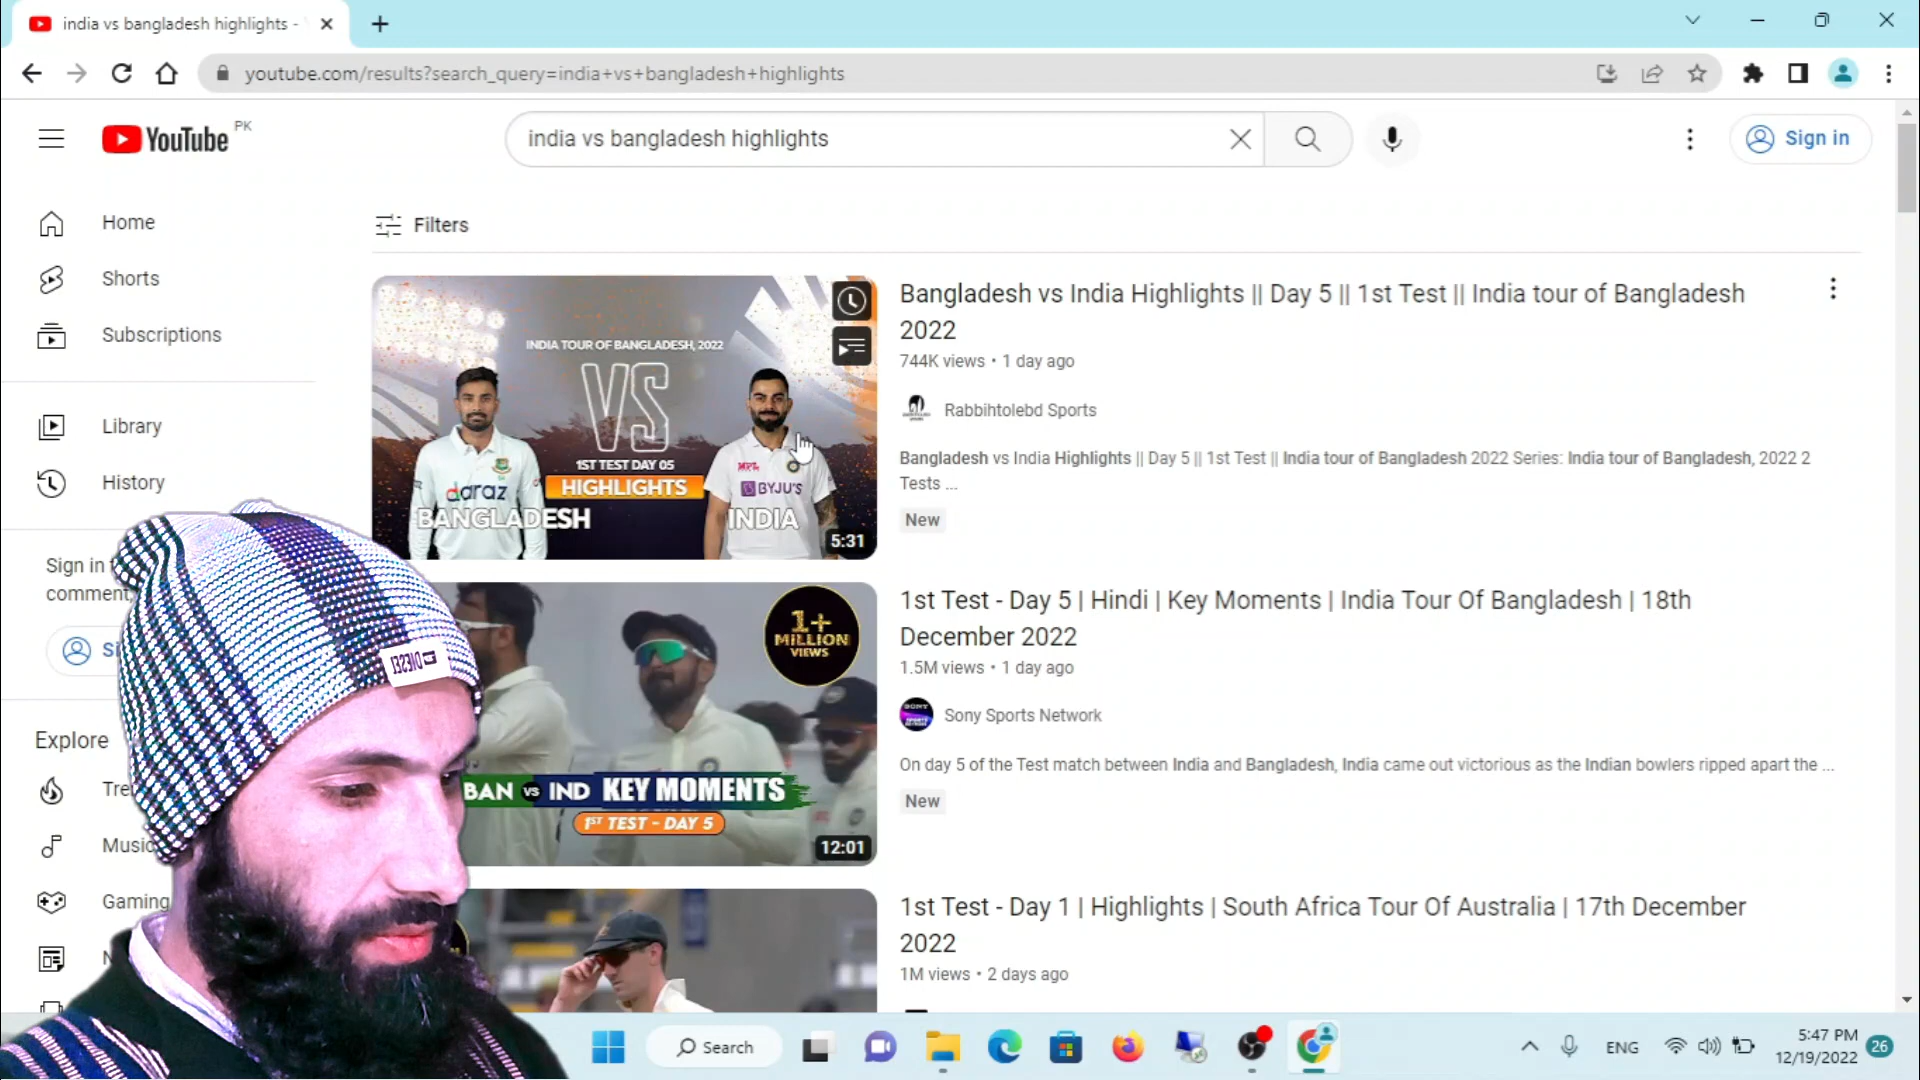 india vs bangladesh highlights -
youtube.com/results?search_query=india+vs+bangladesh+highlights
YouTube PK
india vs bangladesh highlights
Sign in
Home
Shorts
Subscriptions
Library
History
Sign in
comment
Explore
Music
Gaming
Filters
INDIA TOUR OF BANGLADESH, 2022
VS
1ST TEST DAY 05
HIGHLIGHTS
daraz
MPL
BYJU'S
BANGLADESH
INDIA
5:31
Bangladesh vs India Highlights || Day 5 || 1st Test || India tour of Bangladesh
2022
744K views • 1 day ago
Rabbihtolebd Sports
Bangladesh vs India Highlights || Day 5 || 1st Test || India tour of Bangladesh 2022 Series: India tour of Bangladesh, 2022 2
Tests ...
New
1+
MILLION
VIEWS
BAN VS IND KEY MOMENTS
1ST TEST - DAY 5
12:01
1st Test - Day 5 | Hindi | Key Moments | India Tour Of Bangladesh | 18th
December 2022
1.5M views • 1 day ago
SONY
Sony Sports Network
On day 5 of the Test match between India and Bangladesh, India came out victorious as the Indian bowlers ripped apart the ...
New
1st Test - Day 1 | Highlights | South Africa Tour Of Australia | 17th December
2022
1M views • 2 days ago
DIESEL
Search
ENG
5:47 PM
12/19/2022
26